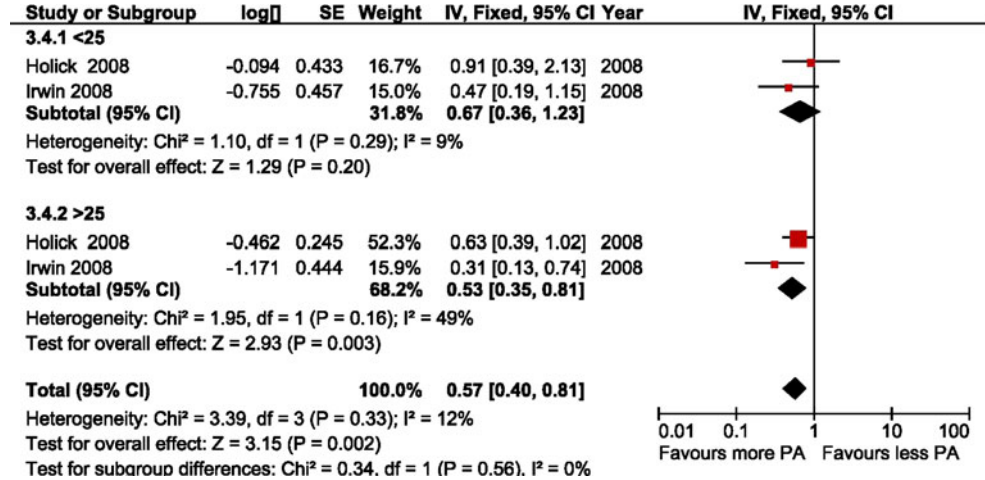 Study or Subgroup log[] SE Weight IV, Fixed, 95% CI Year IV, Fixed, 95% CI
3.4.1 <25
Holick 2008 -0.094 0.433 16.7% 0.91 [0.39, 2.13] 2008
Irwin 2008 -0.755 0.457 15.0% 0.47 [0.19, 1.15] 2008
Subtotal (95% CI) 31.8% 0.67 [0.36, 1.23]
Heterogeneity: Chi² = 1.10, df = 1 (P = 0.29); I² = 9%
Test for overall effect: Z = 1.29 (P = 0.20)
3.4.2 >25
Holick 2008 -0.462 0.245 52.3% 0.63 [0.39, 1.02] 2008
Irwin 2008 -1.171 0.444 15.9% 0.31 [0.13, 0.74] 2008
Subtotal (95% CI) 68.2% 0.53 [0.35, 0.81]
Heterogeneity: Chi² = 1.95, df = 1 (P = 0.16); I² = 49%
Test for overall effect: Z = 2.93 (P = 0.003)
Total (95% CI) 100.0% 0.57 [0.40, 0.81]
Heterogeneity: Chi² = 3.39, df = 3 (P = 0.33); I² = 12%
Test for overall effect: Z = 3.15 (P = 0.002)
Test for subgroup differences: Chi² = 0.34, df = 1 (P = 0.56), I² = 0%
0.01 0.1 1 10 100
Favours more PA Favours less PA